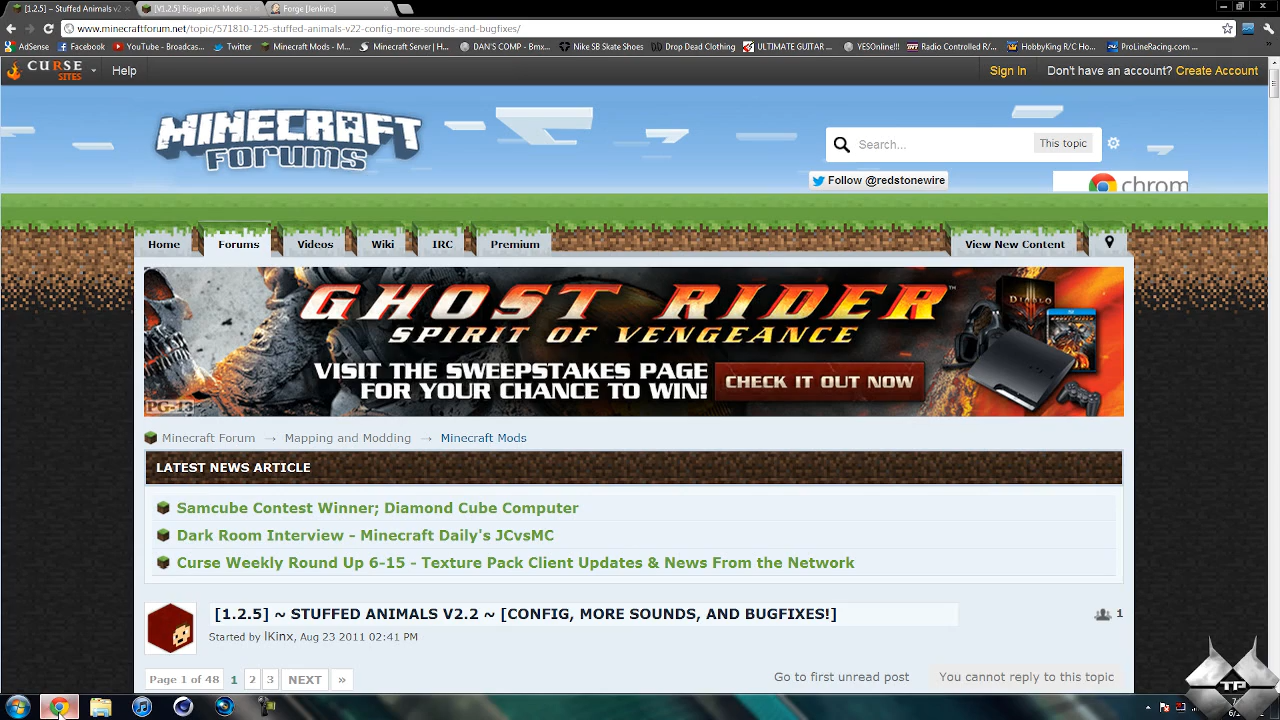 [1.2.5] ~ Stuffed Animals v2
[V1.2.5] Risugami's Mods -
Forge [Jenkins]
www.minecraftforum.net/topic/571810-125-stuffed-animals-v22-config-more-sounds-and-bugfixes/
AdSense
Facebook
YouTube - Broadcas...
Twitter
Minecraft Mods - M...
Minecraft Server | H...
DAN'S COMP - Bmx...
Nike SB Skate Shoes
Drop Dead Clothing
ULTIMATE GUITAR ...
YESOnline!!!
Radio Controlled R/...
HobbyKing R/C Ho...
ProLineRacing.com ...
CURSE SITES
Help
Sign In
Don't have an account? Create Account
MINECRAFT
FORUMS
Search...
This topic
Follow @redstonewire
chrom
Home
Forums
Videos
Wiki
IRC
Premium
View New Content
GHOST RIDER™
SPIRIT OF VENGEANCE
DIABLO
VISIT THE SWEEPSTAKES PAGE
FOR YOUR CHANCE TO WIN!
CHECK IT OUT NOW
PG-13
Minecraft Forum → Mapping and Modding → Minecraft Mods
LATEST NEWS ARTICLE
Samcube Contest Winner; Diamond Cube Computer
Dark Room Interview - Minecraft Daily's JCvsMC
Curse Weekly Round Up 6-15 - Texture Pack Client Updates & News From the Network
[1.2.5] ~ STUFFED ANIMALS V2.2 ~ [CONFIG, MORE SOUNDS, AND BUGFIXES!]
1
Started by lKinx, Aug 23 2011 02:41 PM
Page 1 of 48
1
2
3
NEXT
»
Go to first unread post
You cannot reply to this topic
TP